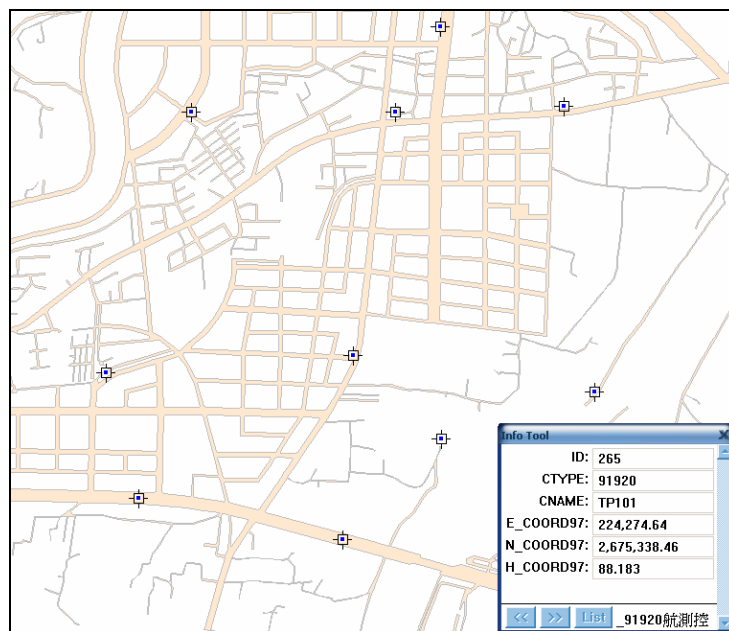 Info Tool
ID: 265
CTYPE: 91920
CNAME: TP101
E_COORD97: 224,274.64
N_COORD97: 2,675,338.46
H_COORD97: 88.183
<< >> List _91920航測控